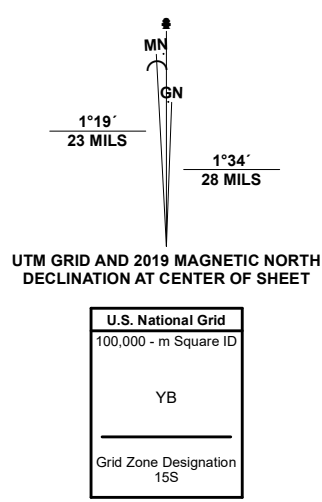 MN
GN
1°19´
23 MILS
1°34´
28 MILS
UTM GRID AND 2019 MAGNETIC NORTH
DECLINATION AT CENTER OF SHEET
U.S. National Grid
100,000 - m Square ID
YB
Grid Zone Designation
15S